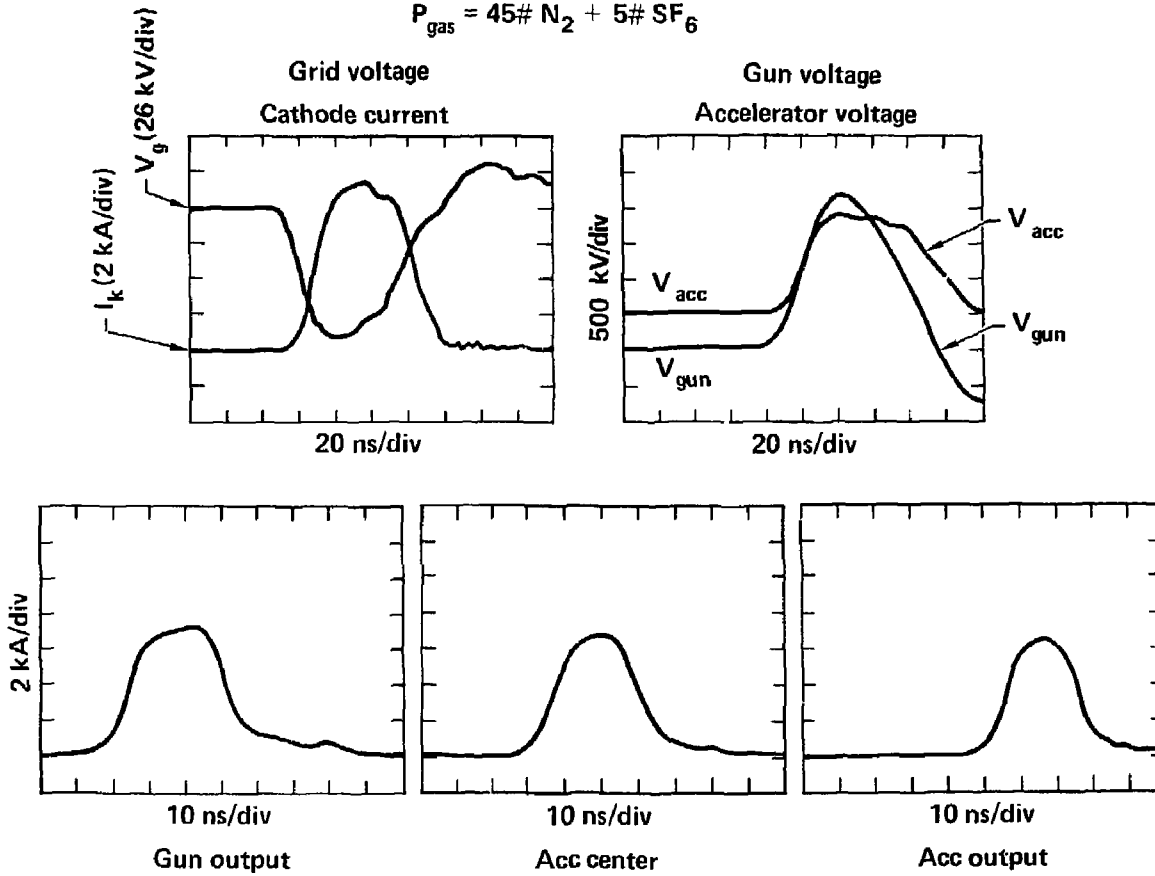 P_gas = 45# N₂ + 5# SF₆
Grid voltage
Cathode current
V_g (26 kV/div)
I_k (2 kA/div)
20 ns/div
Gun voltage
Accelerator voltage
500 kV/div
V_acc
V_gun
V_acc
V_gun
20 ns/div
2 kA/div
10 ns/div
Gun output
10 ns/div
Acc center
10 ns/div
Acc output